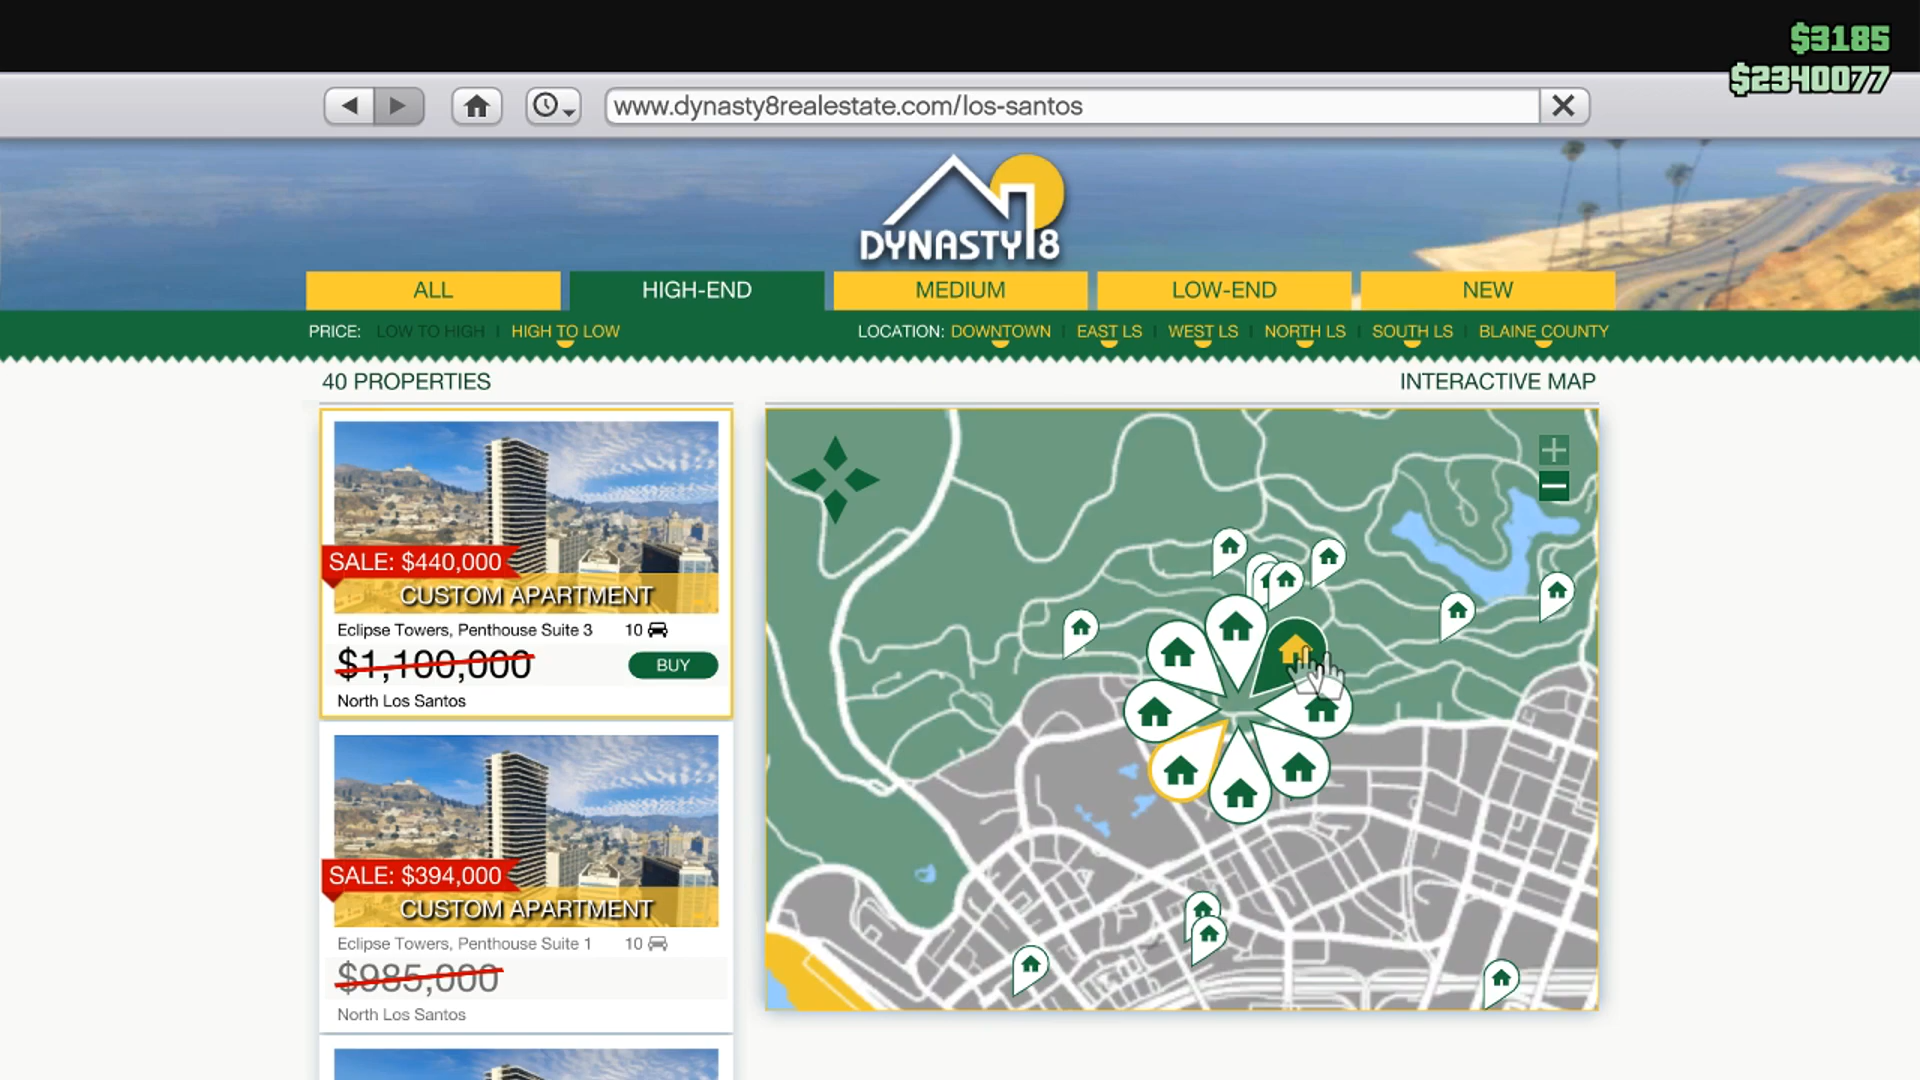 $3185
$2340077
www.dynasty8realestate.com/los-santos
DYNASTY 8
ALL
HIGH-END
MEDIUM
LOW-END
NEW
PRICE: LOW TO HIGH | HIGH TO LOW
LOCATION: DOWNTOWN | EAST LS | WEST LS | NORTH LS | SOUTH LS | BLAINE COUNTY
40 PROPERTIES
INTERACTIVE MAP
SALE: $440,000
CUSTOM APARTMENT
Eclipse Towers, Penthouse Suite 3 10
$1,100,000
BUY
North Los Santos
SALE: $394,000
CUSTOM APARTMENT
Eclipse Towers, Penthouse Suite 1 10
$985,000
North Los Santos